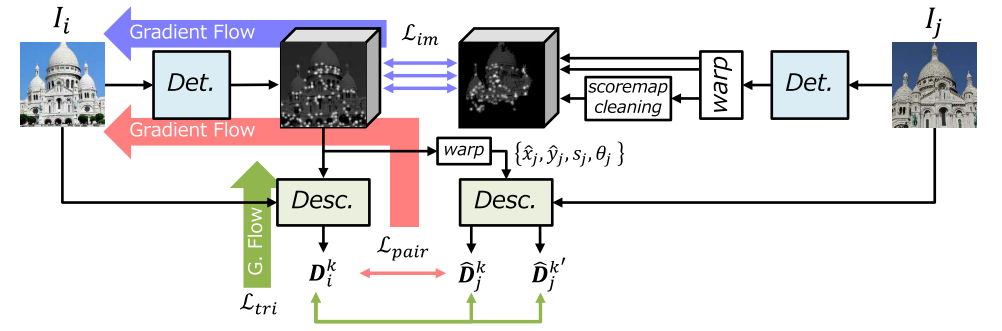 I_i
I_j
Gradient Flow
ℒ_im
Det.
scoremap
cleaning
warp
Det.
Gradient Flow
warp
{x̂_j, ŷ_j, s_j, θ_j}
Desc.
Desc.
G. Flow
ℒ_pair
D_i^k
D̂_j^k
D̂_j^k′
ℒ_tri